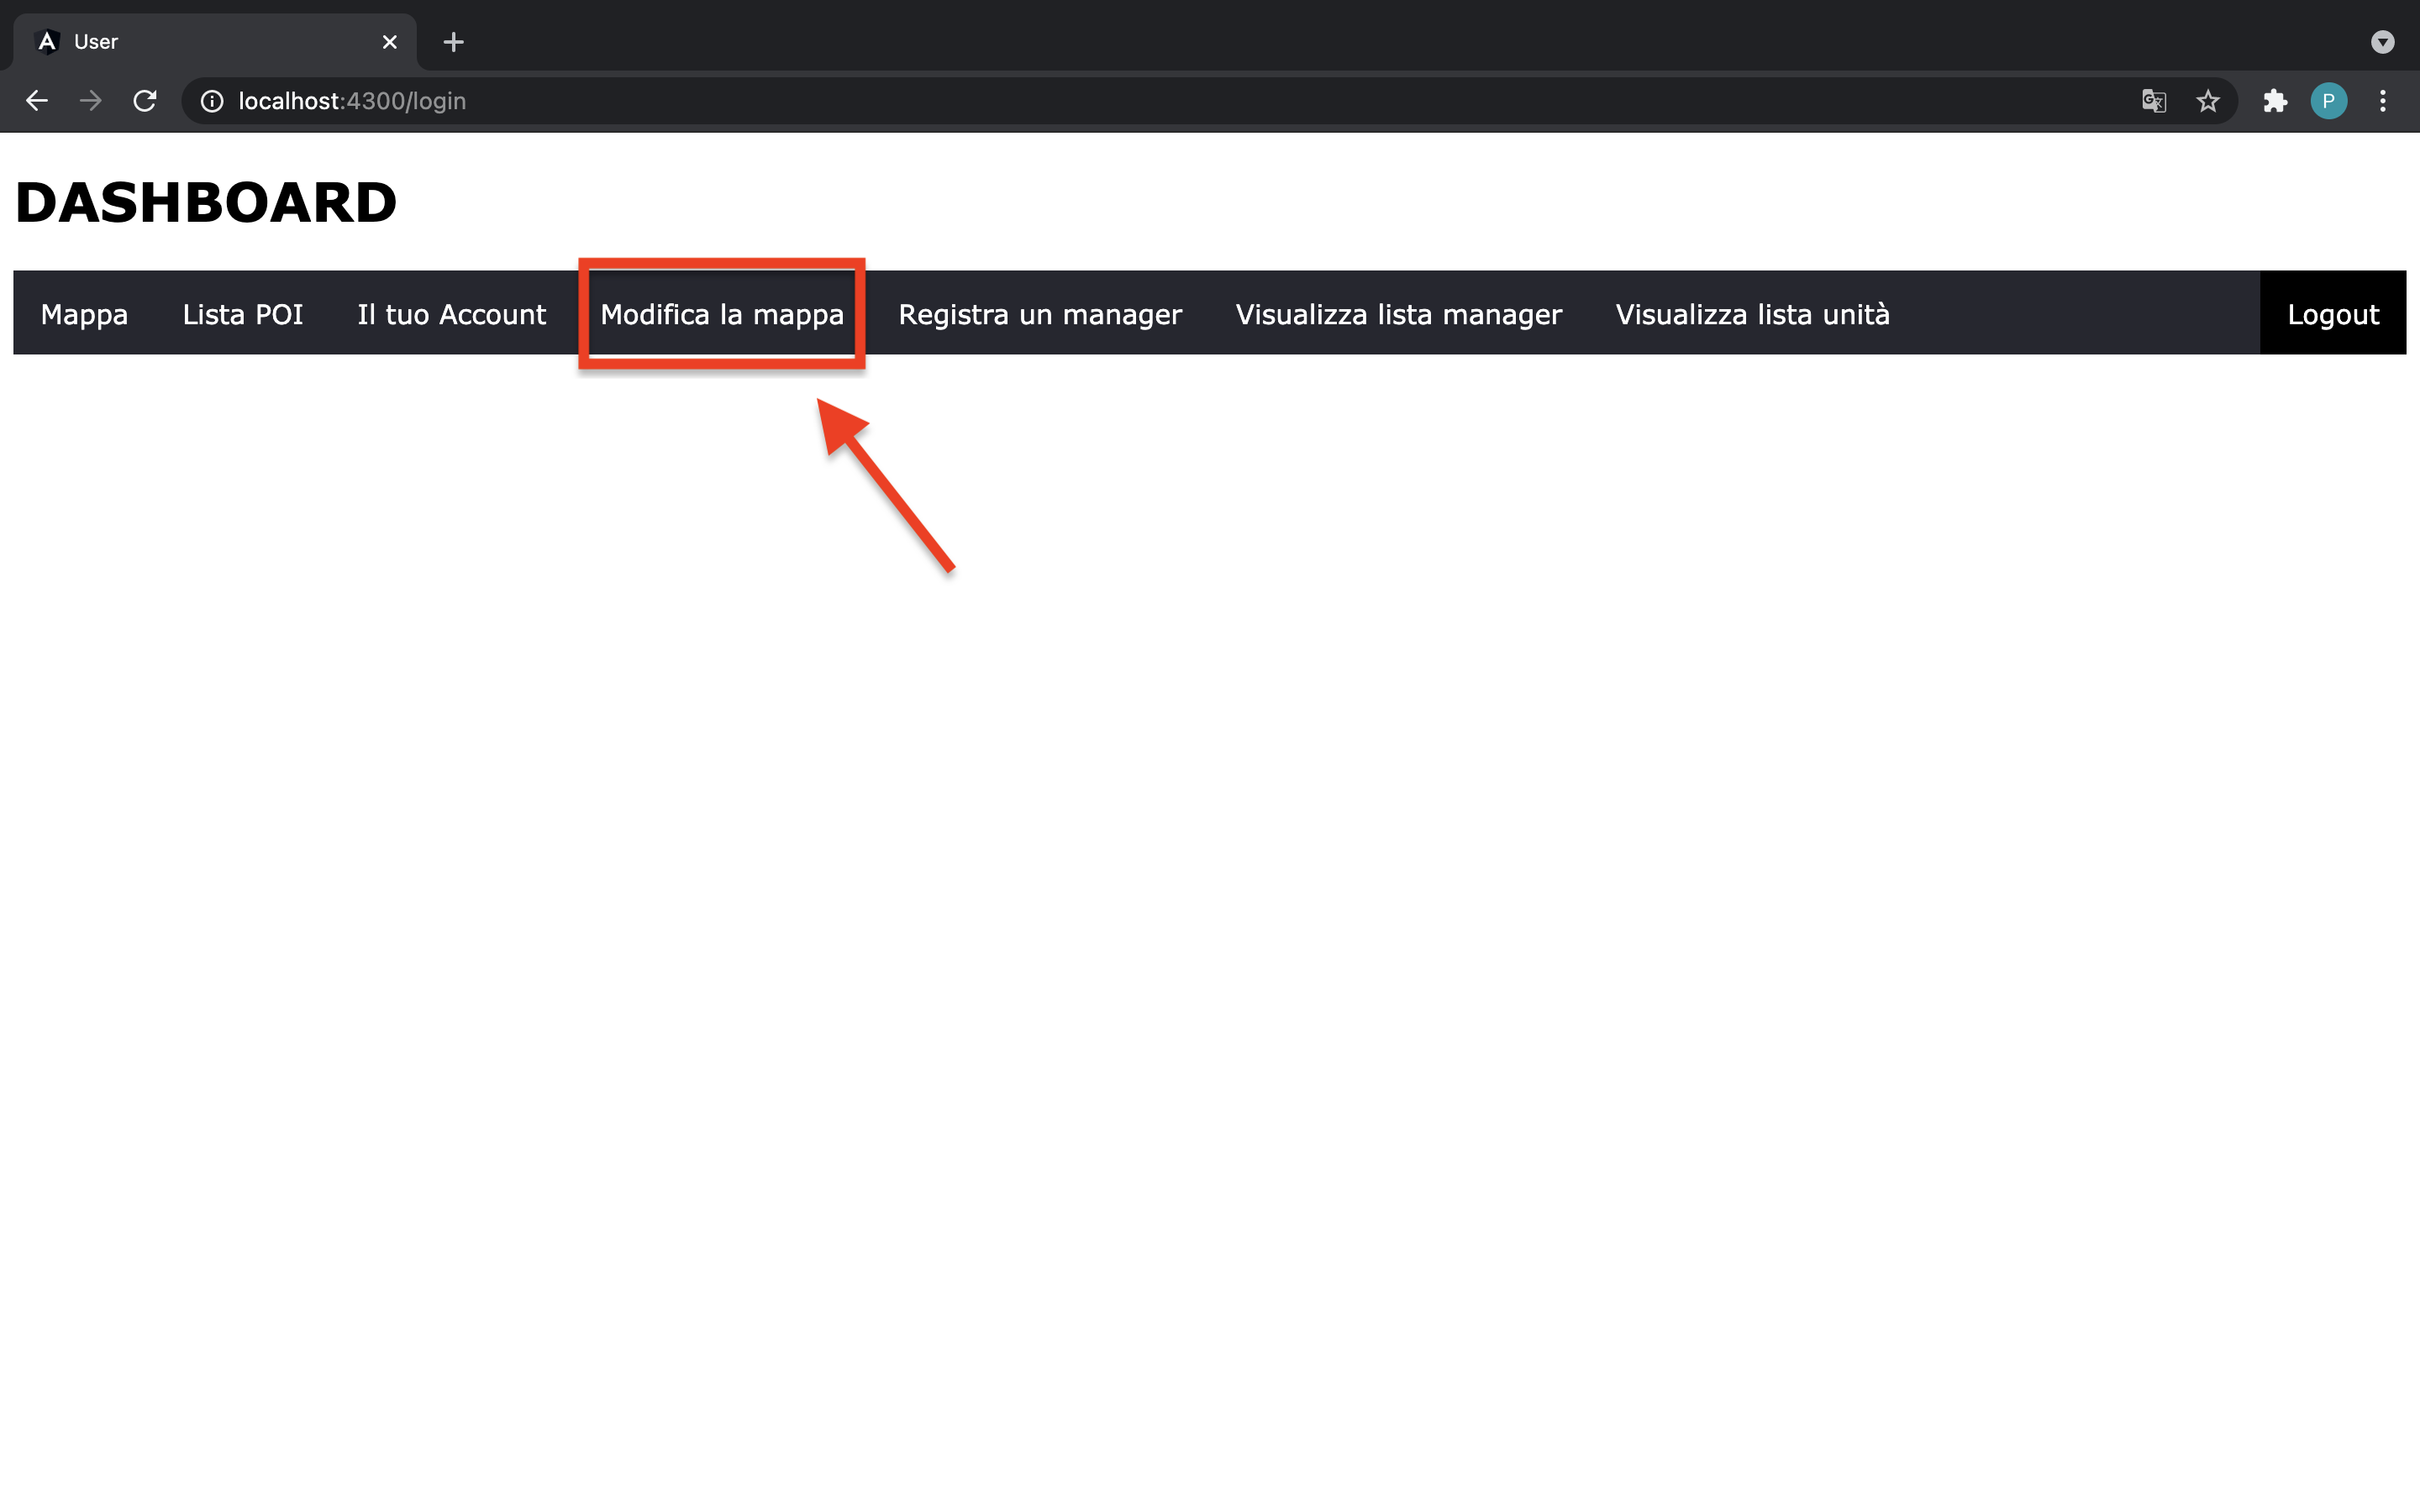 User
localhost:4300/login
P
DASHBOARD
Mappa Lista POI Il tuo Account Modifica la mappa Registra un manager Visualizza lista manager Visualizza lista unità Logout